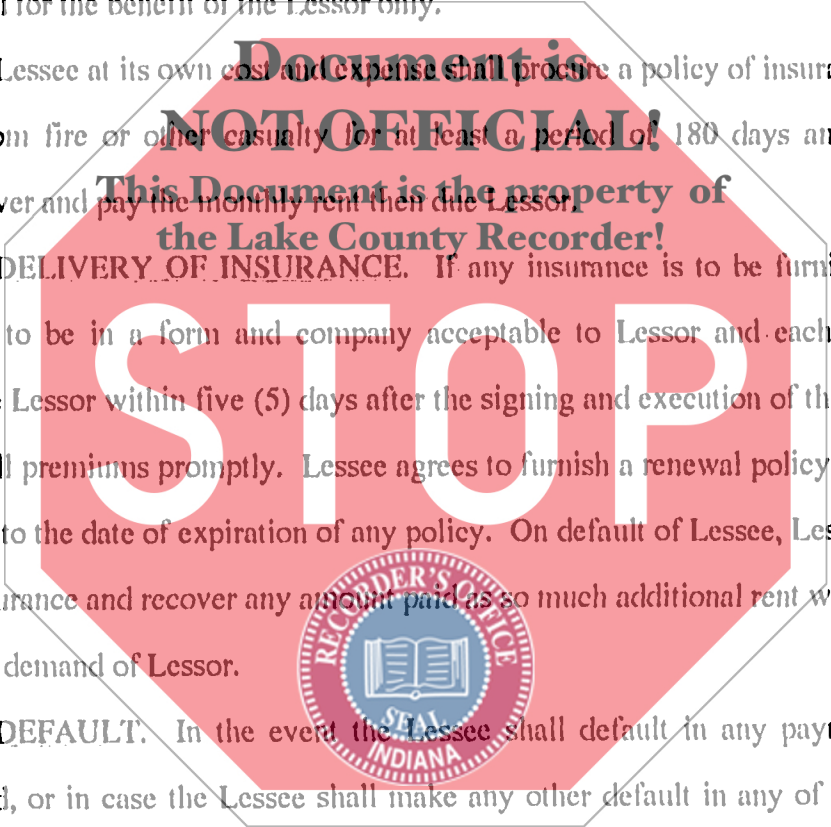 for the benefit of the Lessor only.
Document is
Lessee at its own cost and expense shall procure a policy of insur
NOT OFFICIAL!
om fire or other casualty for at least a period of 180 days an
This Document is the property of
ver and pay the monthly rent then due Lessor.
the Lake County Recorder!
DELIVERY OF INSURANCE. If any insurance is to be furni
to be in a form and company acceptable to Lessor and each
STOP
Lessor within five (5) days after the signing and execution of th
l premiums promptly. Lessee agrees to furnish a renewal policy
to the date of expiration of any policy. On default of Lessee, Les
urance and recover any amount paid as so much additional rent w
demand of Lessor.
RECORDER'S OFFICE
SEAL
INDIANA
DEFAULT. In the event the Lessee shall default in any pay
d, or in case the Lessee shall make any other default in any of